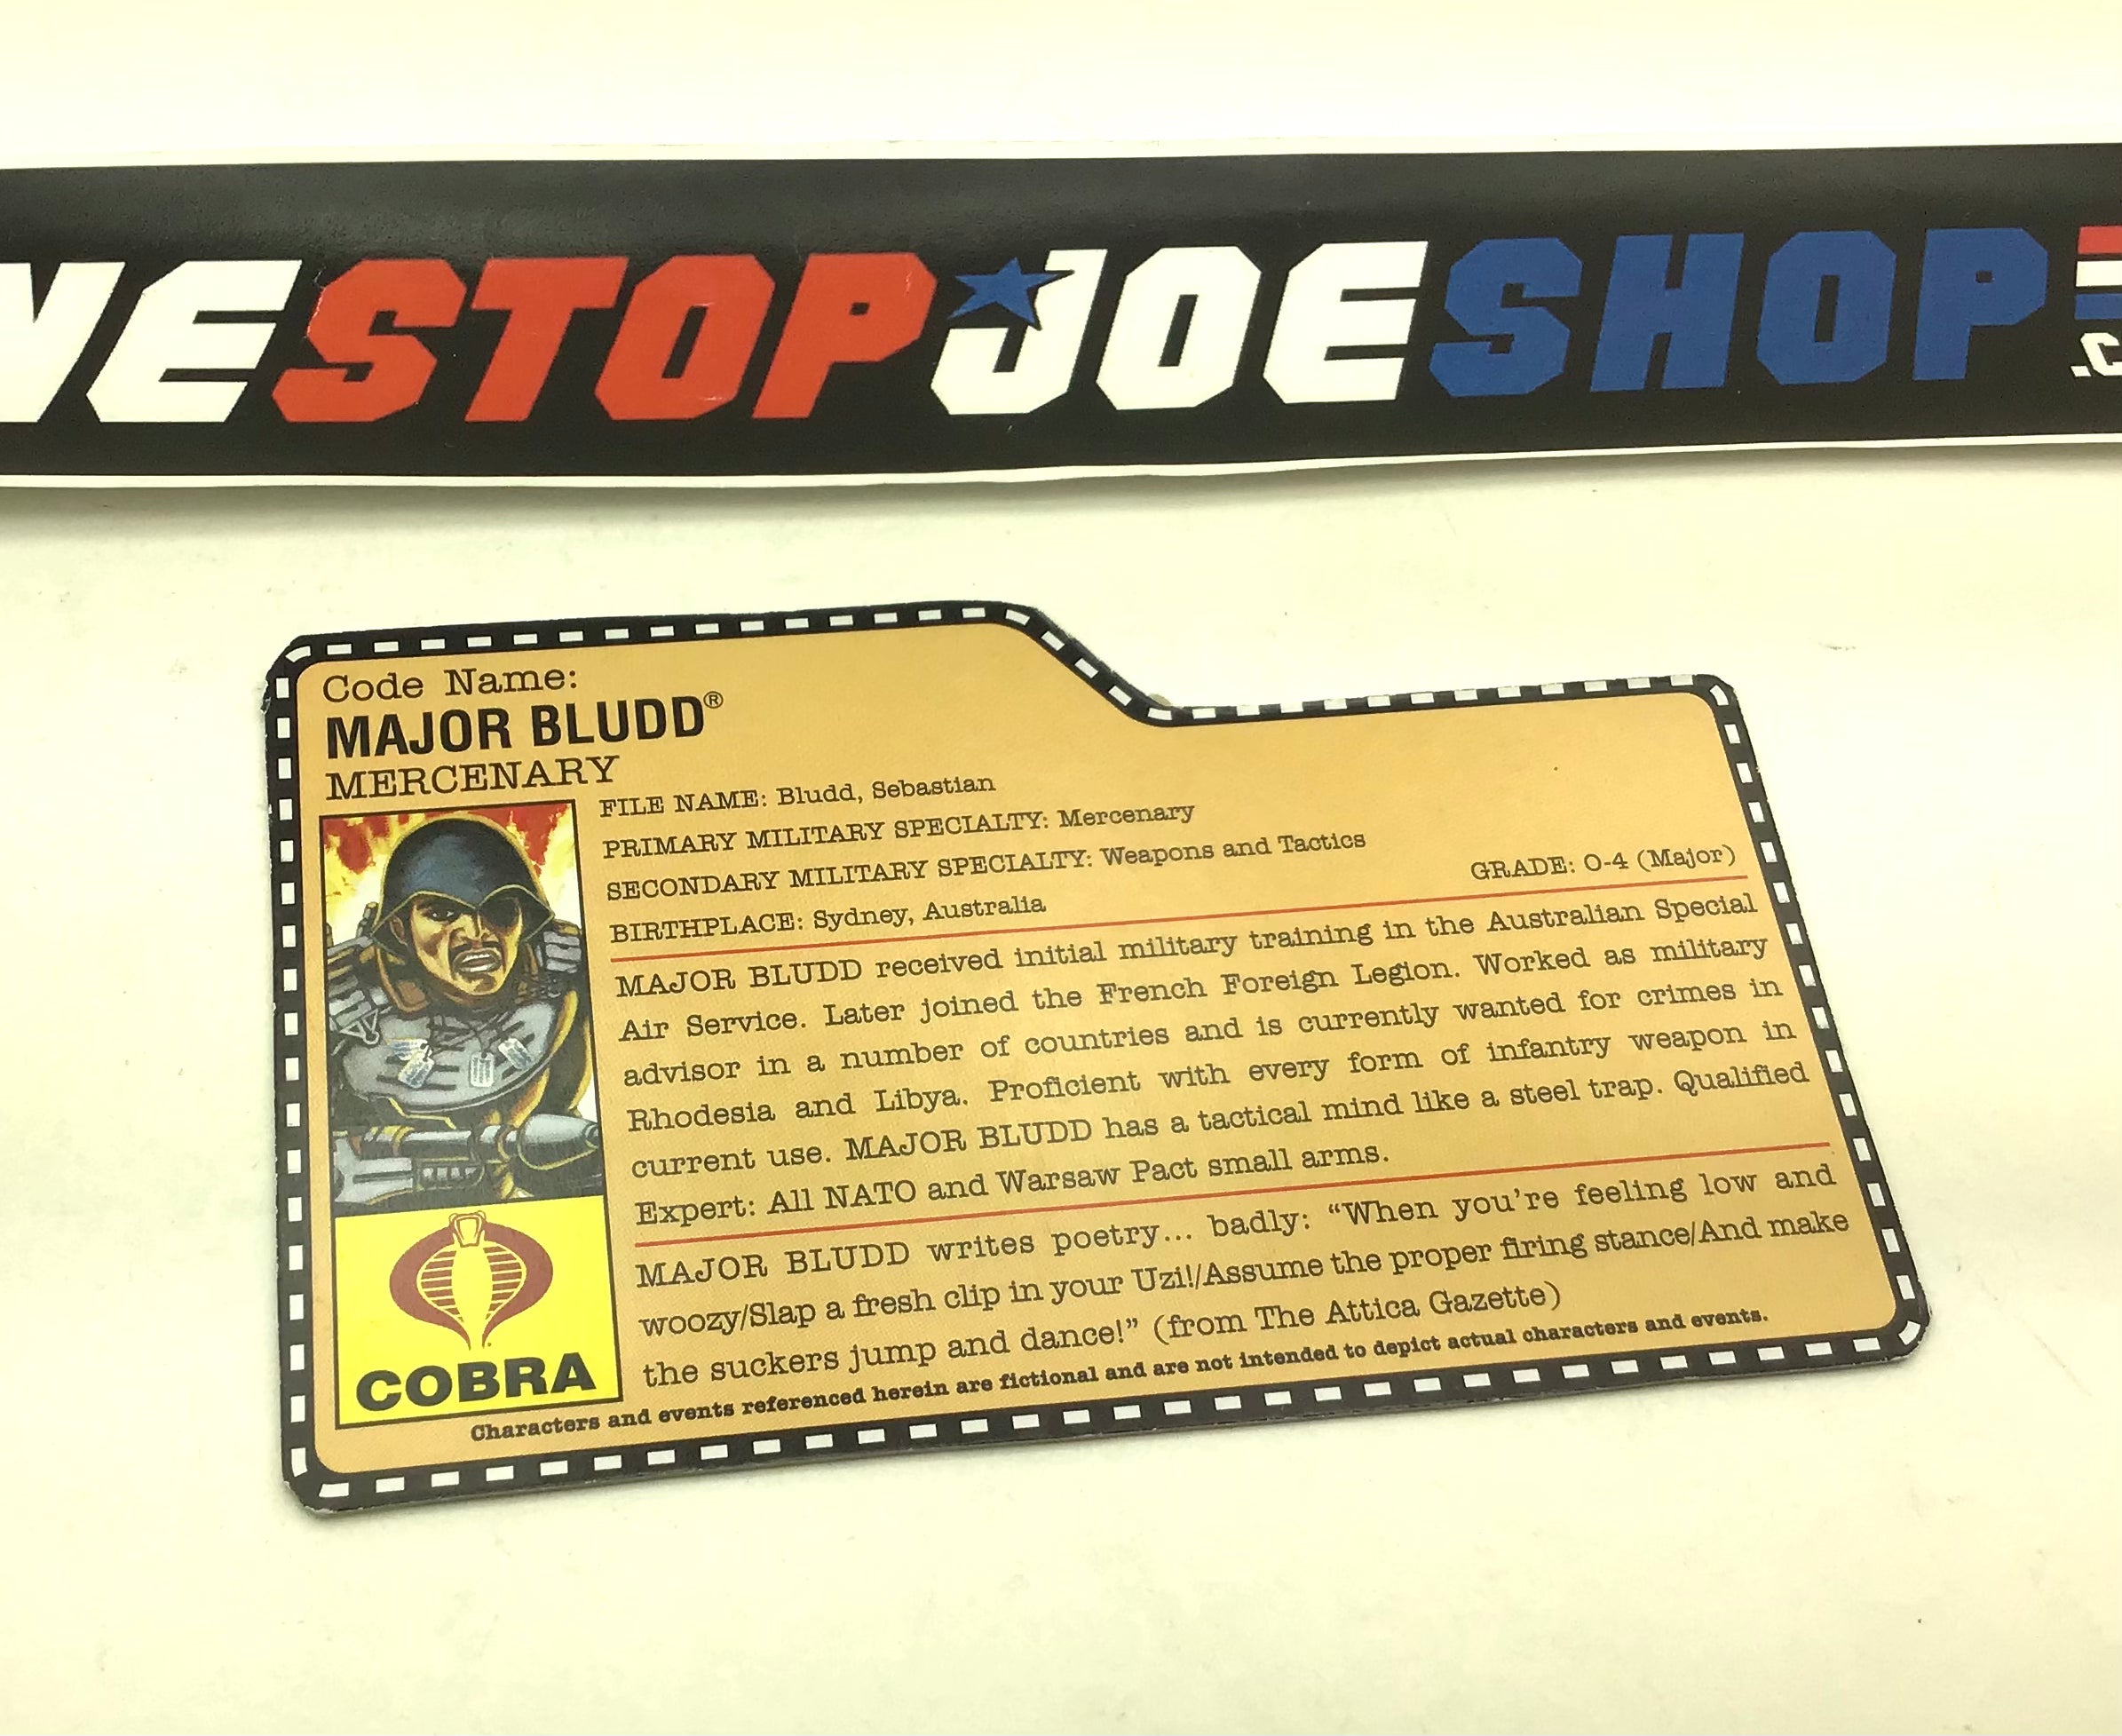 NESTOPJOESHOP
.C
Code Name:
MAJOR BLUDD®
MERCENARY
FILE NAME: Bludd, Sebastian
PRIMARY MILITARY SPECIALTY: Mercenary
SECONDARY MILITARY SPECIALTY: Weapons and Tactics
BIRTHPLACE: Sydney, Australia GRADE: O-4 (Major)
MAJOR BLUDD received initial military training in the Australian Special
Air Service. Later joined the French Foreign Legion. Worked as military
advisor in a number of countries and is currently wanted for crimes in
Rhodesia and Libya. Proficient with every form of infantry weapon in
current use. MAJOR BLUDD has a tactical mind like a steel trap. Qualified
Expert: All NATO and Warsaw Pact small arms.
MAJOR BLUDD writes poetry... badly: “When you're feeling low and
woozy/Slap a fresh clip in your Uzi!/Assume the proper firing stance/And make
the suckers jump and dance!” (from The Attica Gazette)
COBRA
Characters and events referenced herein are fictional and are not intended to depict actual characters and events.